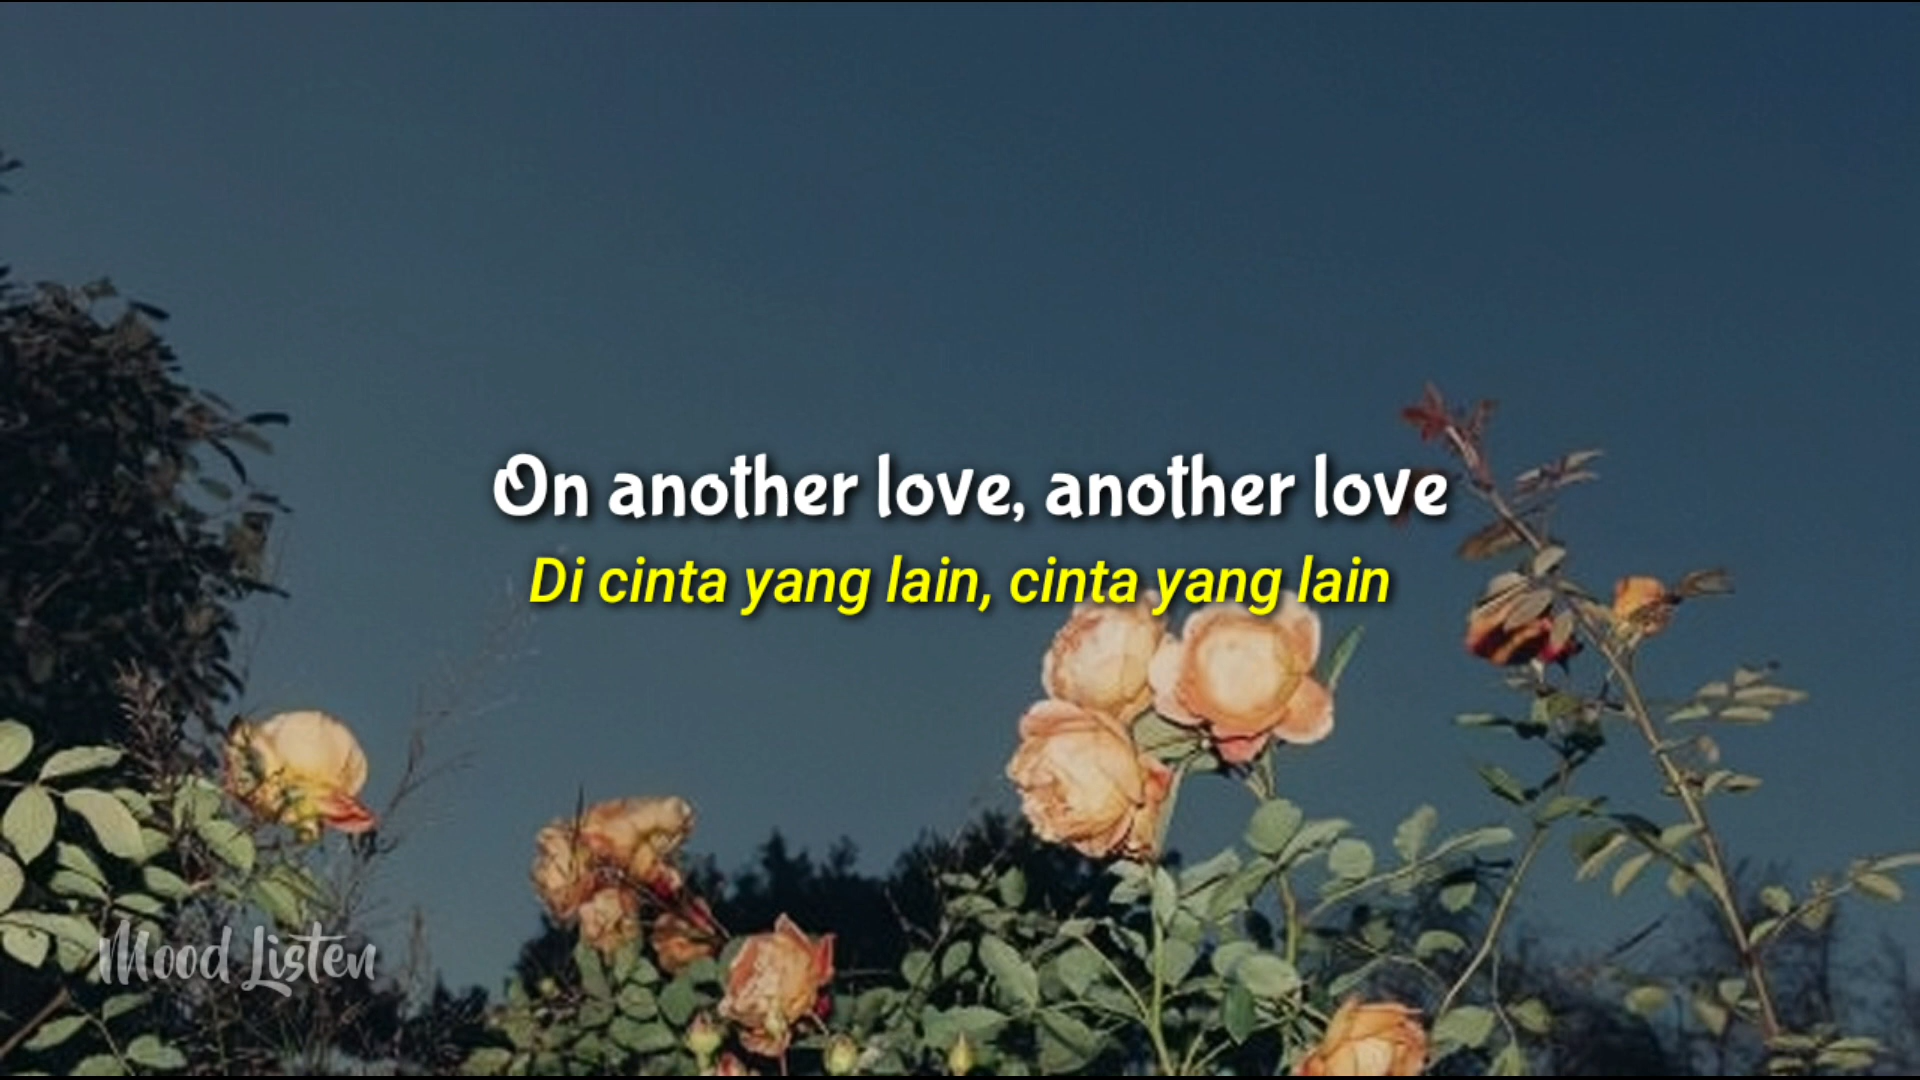 On another love, another love
Di cinta yang lain, cinta yang lain
Mood Listen